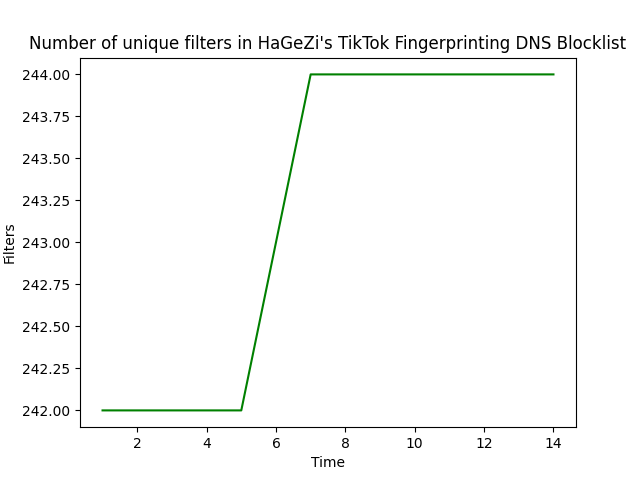 Number of unique filters in HaGeZi's TikTok Fingerprinting DNS Blocklist
244.00
243.75
243.50
243.25
243.00
242.75
242.50
242.25
242.00
Filters
2 4 6 8 10 12 14
Time